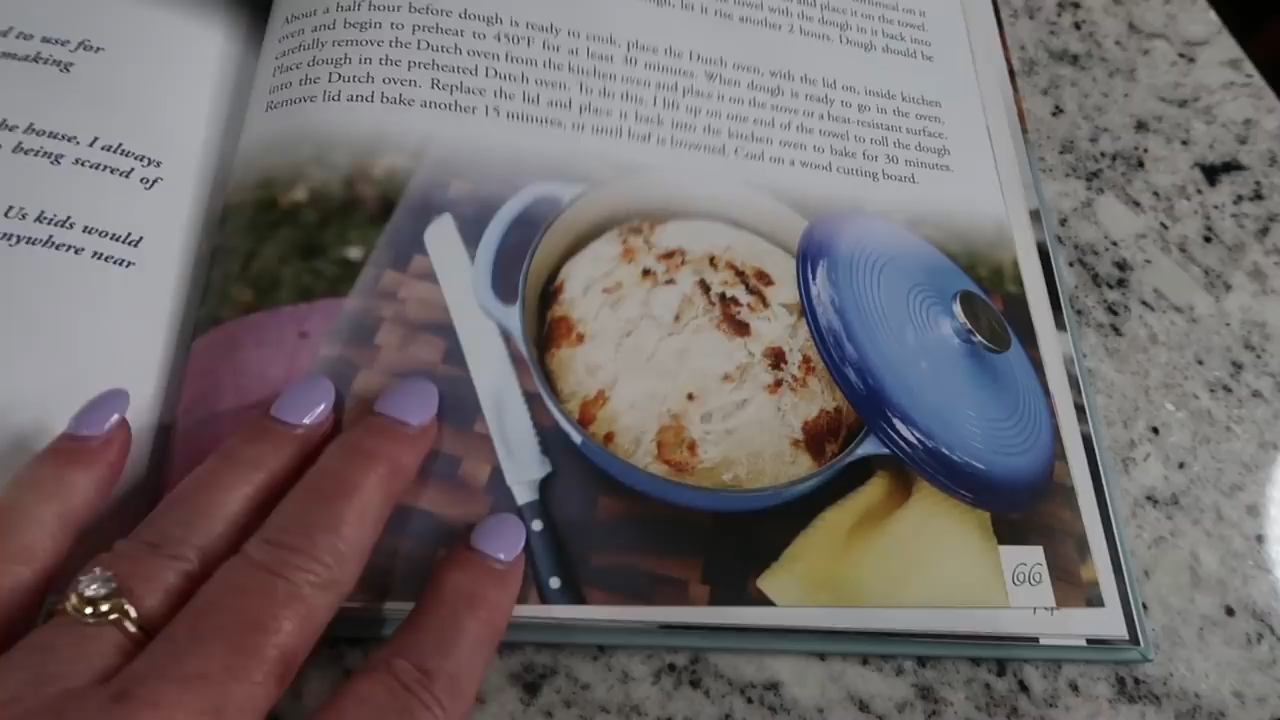 d to use for
making
he house, I always
being scared of
Us kids would
nywhere near
and place it on the towel.
towel with the dough in it back into
let it rise another 2 hours. Dough should be
About a half hour before dough is ready to cook, place the Dutch oven, with the lid on, inside kitchen
oven and begin to preheat to 450°F for at least 30 minutes. When dough is ready to go in the oven,
carefully remove the Dutch oven from the kitchen oven and place it on the stove or a heat-resistant surface.
Place dough in the preheated Dutch oven. To do this, I lift up on one end of the towel to roll the dough
into the Dutch oven. Replace the lid and place it back into the kitchen oven to bake for 30 minutes.
Remove lid and bake another 15 minutes, or until loaf is browned. Cool on a wood cutting board.
66